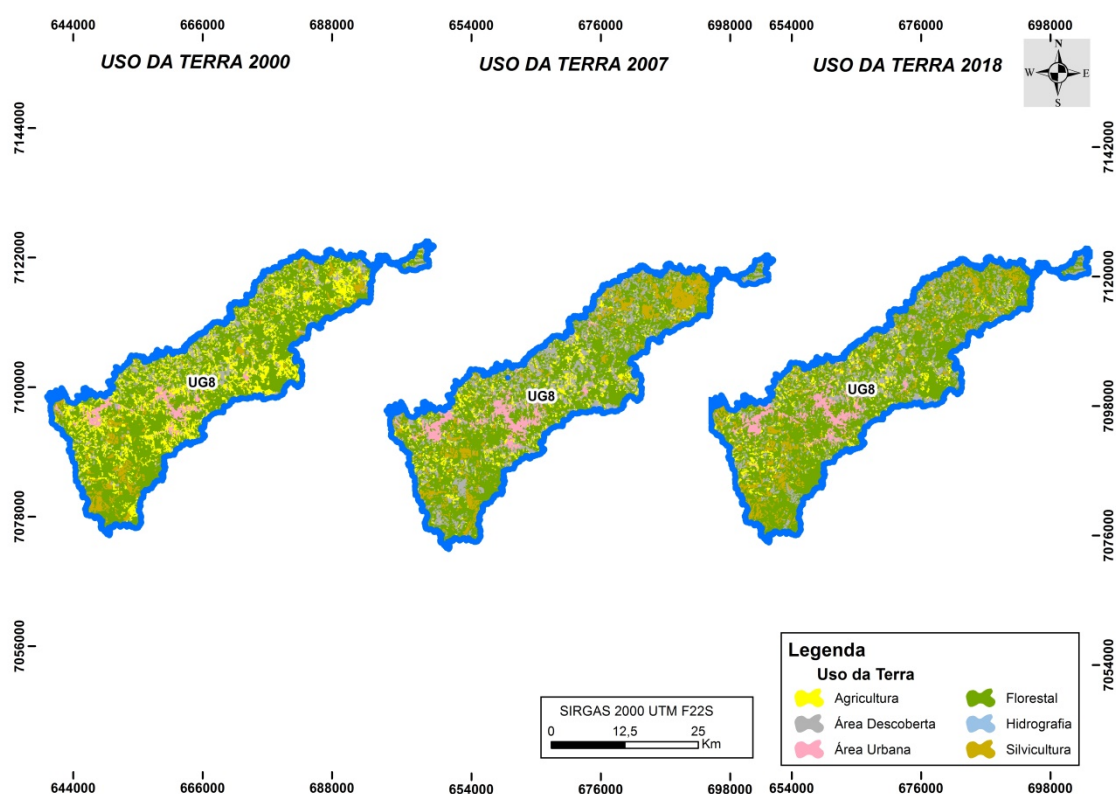 644000 666000 688000 654000 676000 698000 654000 676000 698000
USO DA TERRA 2000 USO DA TERRA 2007 USO DA TERRA 2018
N
W E
S
7144000
7142000
7122000
7120000
UG8 UG8 UG8
7100000
7098000
7078000
7076000
7056000
7054000
Legenda
Uso da Terra
Agricultura Florestal
Área Descoberta Hidrografia
Área Urbana Silvicultura
SIRGAS 2000 UTM F22S
0 12,5 25
Km
644000 666000 688000 654000 676000 698000 654000 676000 698000